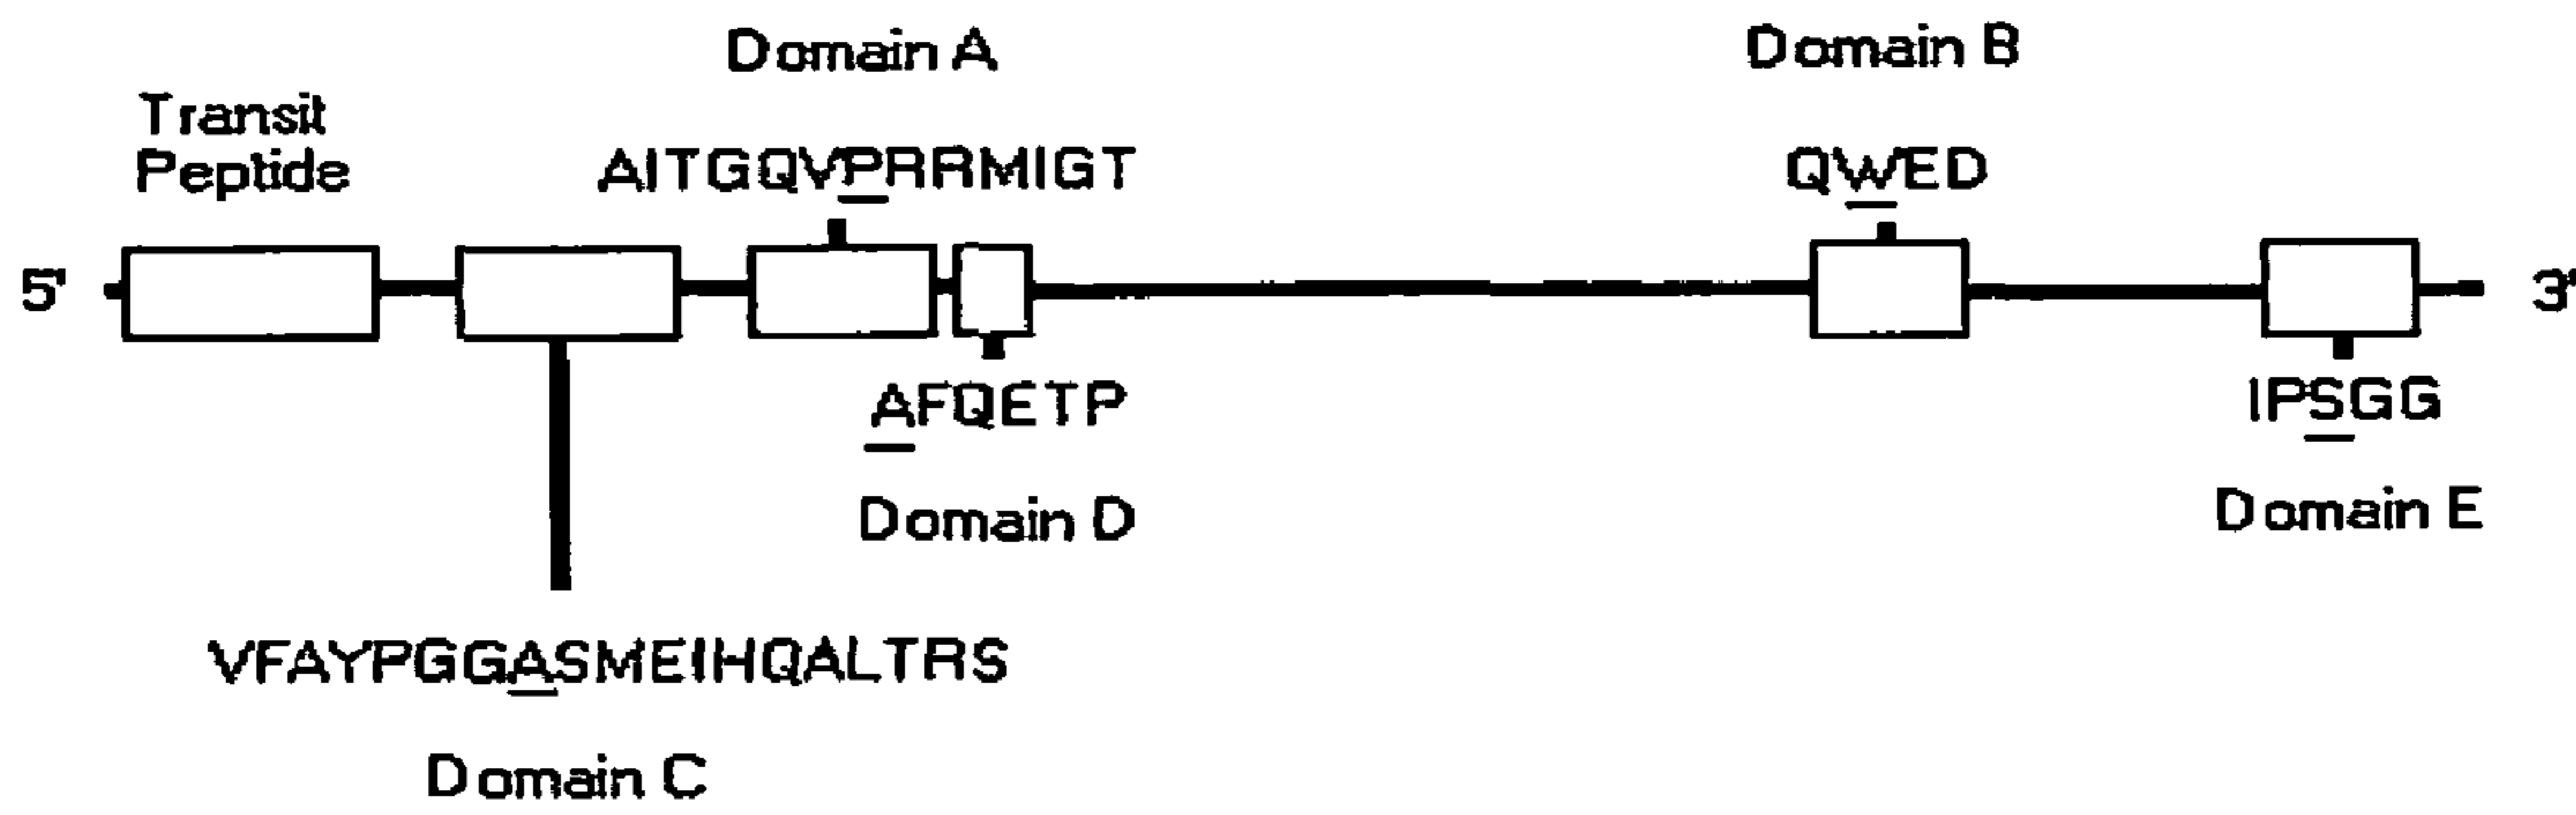 Domain A
Domain B
Transit
Peptide
AITGQVPRRMIGT
QWED
5'
3'
AFQETP
IPSGG
Domain D
Domain E
VFAYPGGASMEIHQALTRS
Domain C